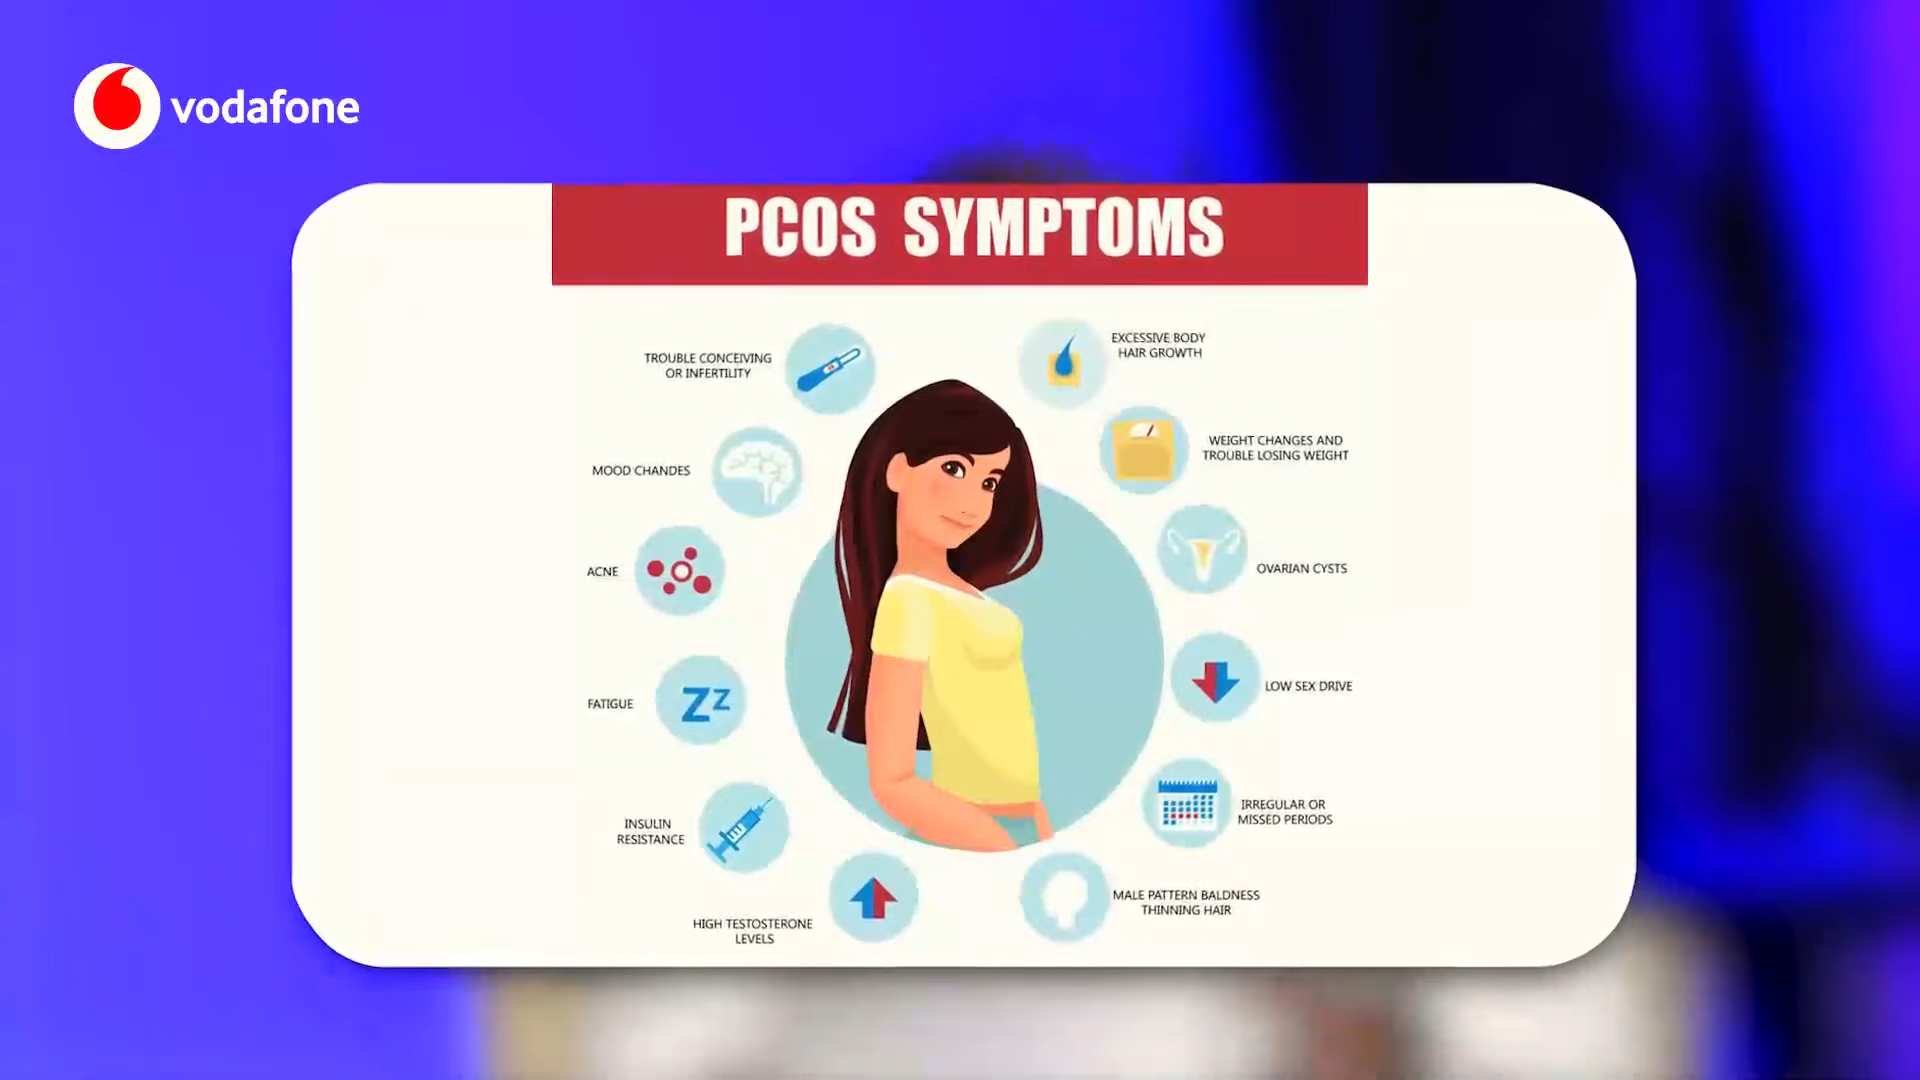 vodafone
PCOS SYMPTOMS
TROUBLE CONCEIVING
OR INFERTILITY
EXCESSIVE BODY
HAIR GROWTH
MOOD CHANDES
WEIGHT CHANGES AND
TROUBLE LOSING WEIGHT
ACNE
OVARIAN CYSTS
FATIGUE
Zz
LOW SEX DRIVE
INSULIN
RESISTANCE
IRREGULAR OR
MISSED PERIODS
HIGH TESTOSTERONE
LEVELS
MALE PATTERN BALDNESS
THINNING HAIR